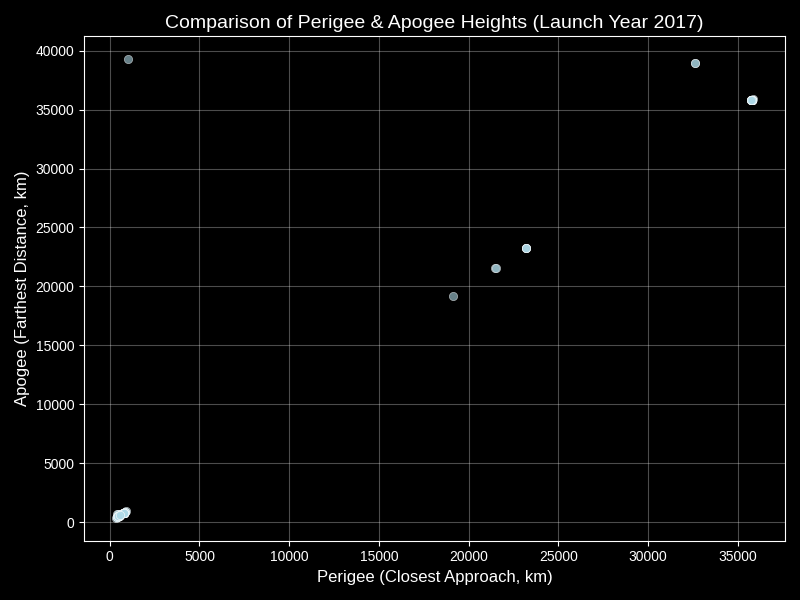 Comparison of Perigee & Apogee Heights (Launch Year 2017)
Apogee (Farthest Distance, km)
40000
35000
30000
25000
20000
15000
10000
5000
0
0 5000 10000 15000 20000 25000 30000 35000
Perigee (Closest Approach, km)